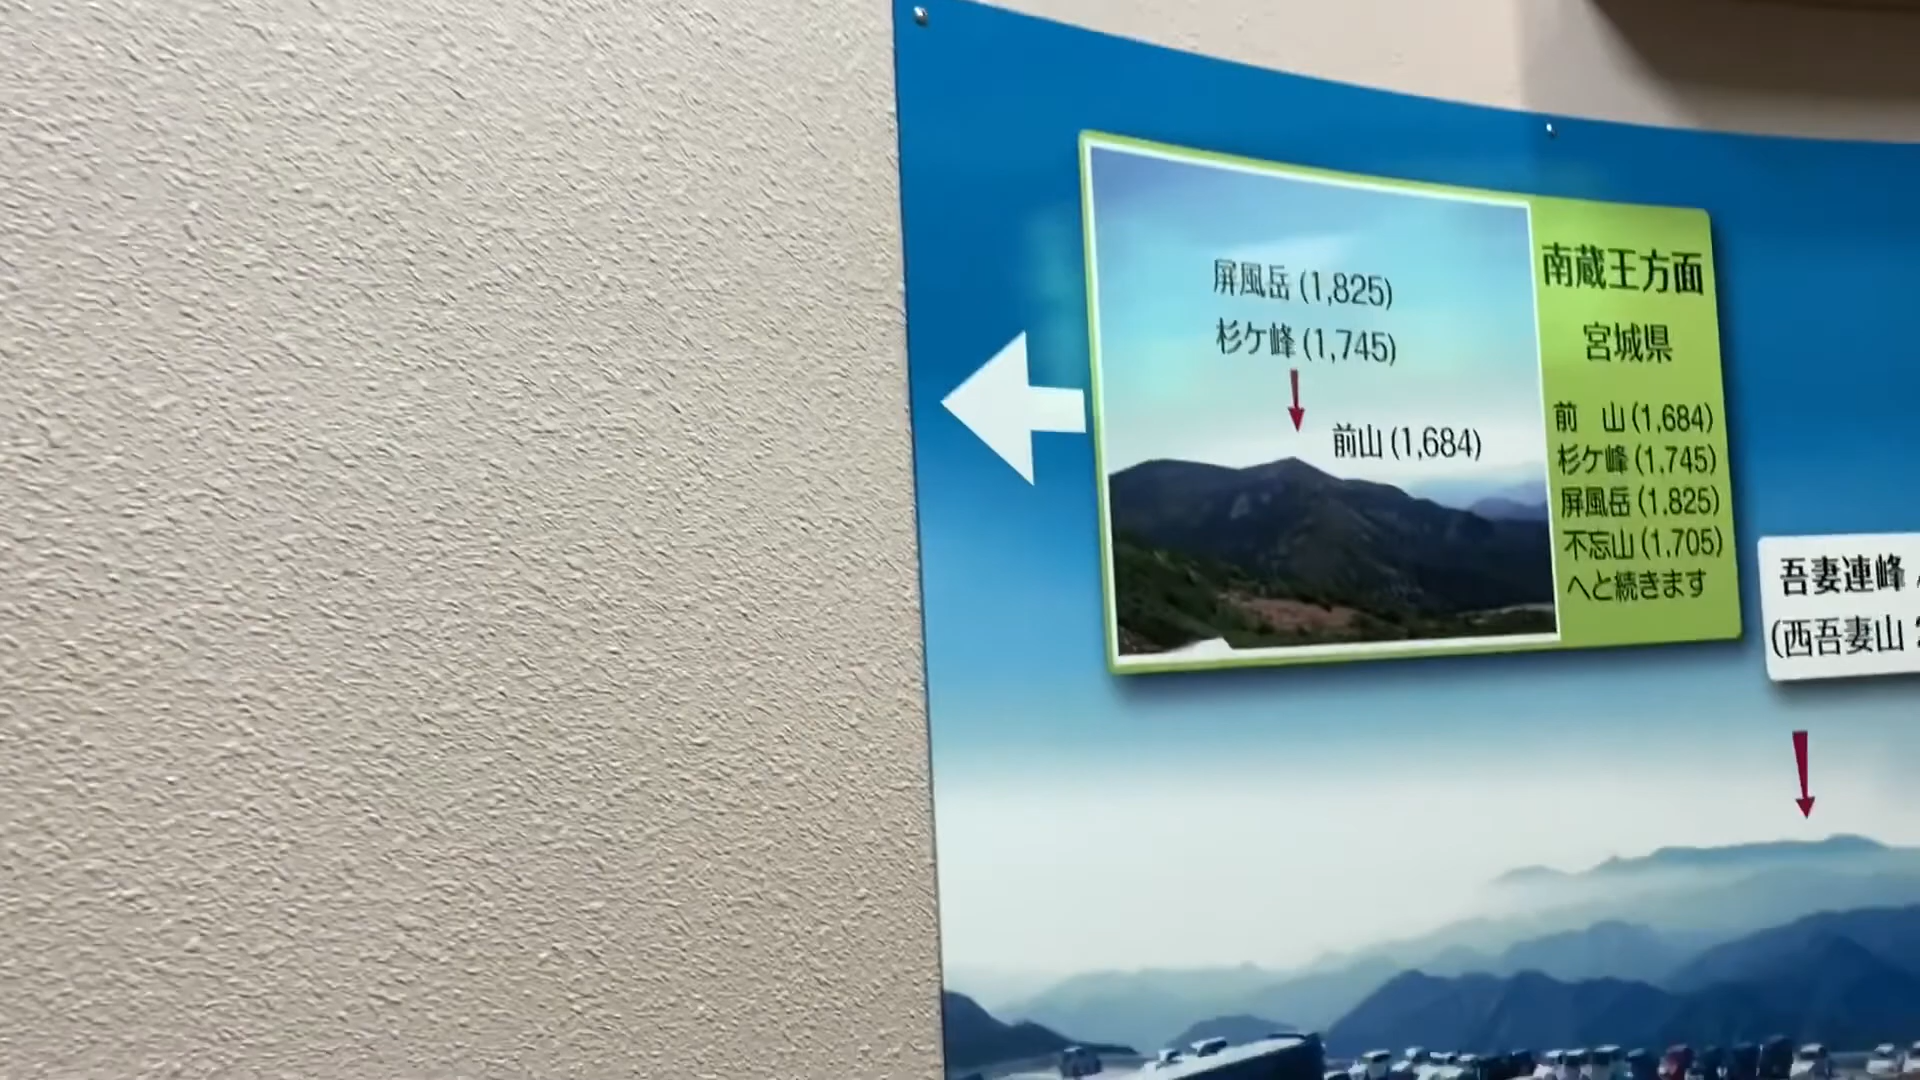 屏風岳 (1,825)
杉ケ峰 (1,745)
前山 (1,684)
南蔵王方面
宮城県
前　山 (1,684)
杉ケ峰 (1,745)
屏風岳 (1,825)
不忘山 (1,705)
へと続きます
吾妻連峰
(西吾妻山